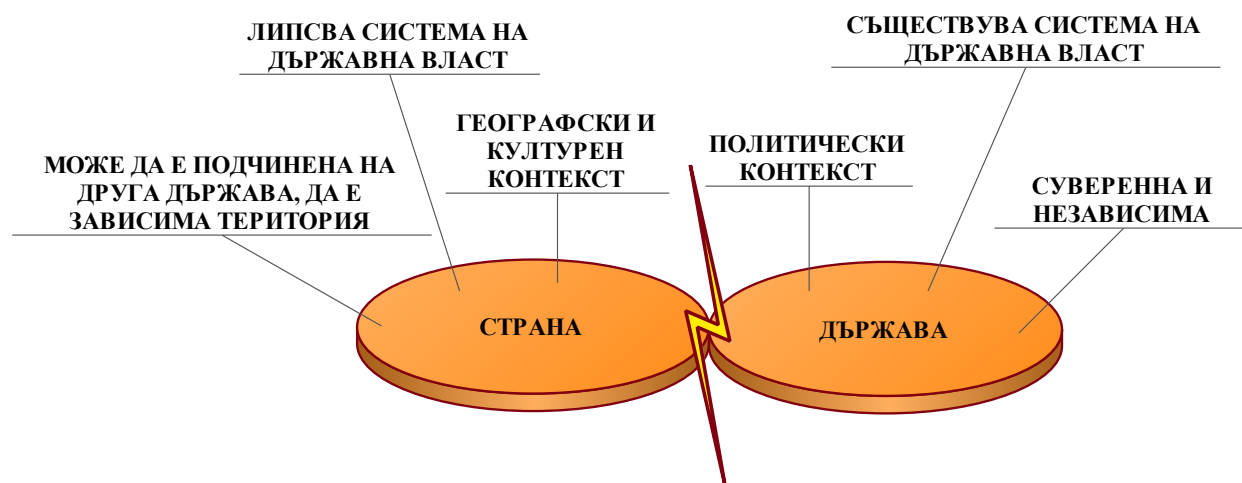 ЛИПСВА СИСТЕМА НА
ДЪРЖАВНА ВЛАСТ
СЪЩЕСТВУВА СИСТЕМА НА
ДЪРЖАВНА ВЛАСТ
ГЕОГРАФСКИ И
КУЛТУРЕН
КОНТЕКСТ
ПОЛИТИЧЕСКИ
КОНТЕКСТ
МОЖЕ ДА Е ПОДЧИНЕНА НА
ДРУГА ДЪРЖАВА, ДА Е
ЗАВИСИМА ТЕРИТОРИЯ
СУВЕРЕННА И
НЕЗАВИСИМА
СТРАНА
ДЪРЖАВА